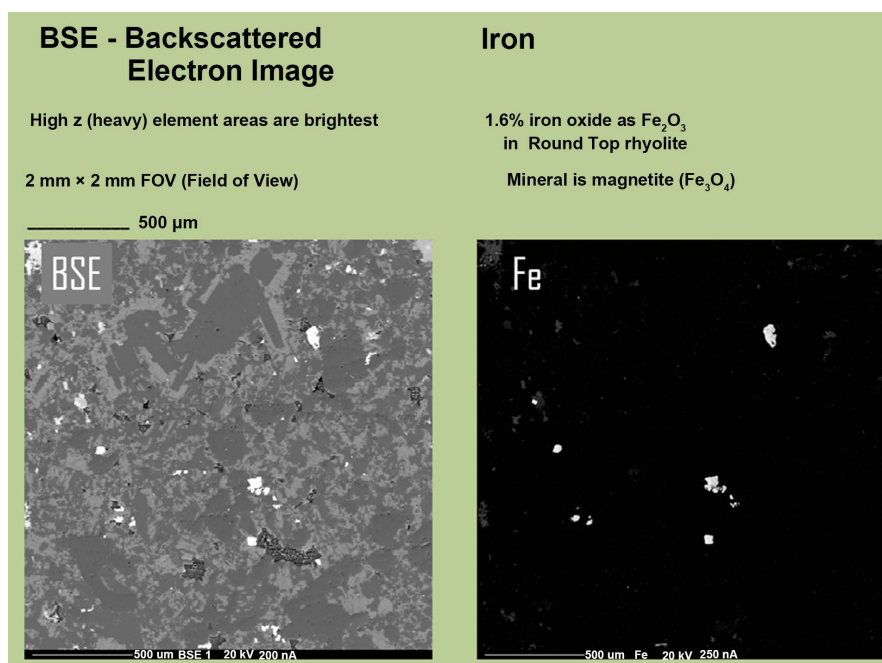 BSE - Backscattered
Electron Image
High z (heavy) element areas are brightest
2 mm × 2 mm FOV (Field of View)
500 µm
BSE
500 um BSE 1 20 kV 200 nA
Iron
1.6% iron oxide as Fe₂O₃
in Round Top rhyolite
Mineral is magnetite (Fe₃O₄)
Fe
500 um Fe 20 kV 250 nA